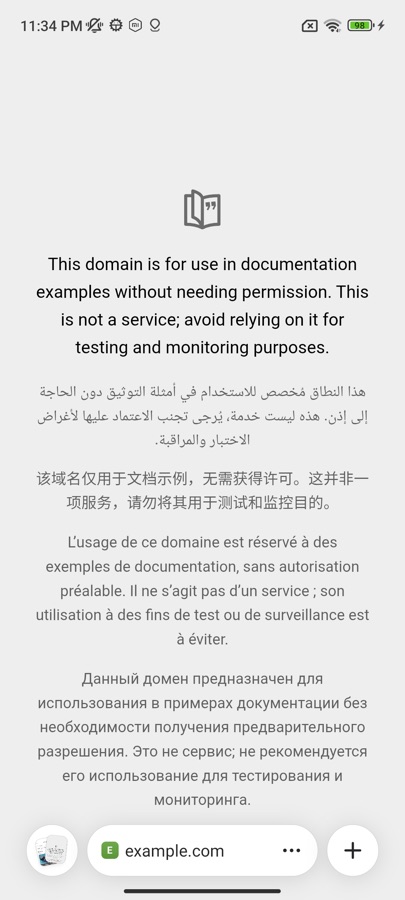 11:34 PM
98
This domain is for use in documentation
examples without needing permission. This
is not a service; avoid relying on it for
testing and monitoring purposes.
هذا النطاق مُخصص للاستخدام في أمثلة التوثيق دون الحاجة
إلى إذن. هذه ليست خدمة، يُرجى تجنب الاعتماد عليها لأغراض
الاختبار والمراقبة.
该域名仅用于文档示例，无需获得许可。这并非一
项服务，请勿将其用于测试和监控目的。
L’usage de ce domaine est réservé à des
exemples de documentation, sans autorisation
préalable. Il ne s’agit pas d’un service ; son
utilisation à des fins de test ou de surveillance est
à éviter.
Данный домен предназначен для
использования в примерах документации без
необходимости получения предварительного
разрешения. Это не сервис; не рекомендуется
его использование для тестирования и
мониторинга.
E example.com